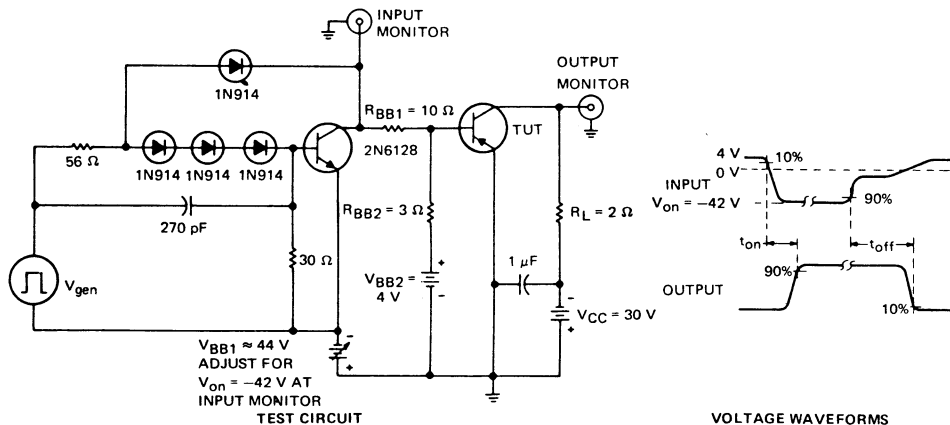 INPUT
MONITOR
1N914
OUTPUT
MONITOR
R_BB1 = 10 Ω
TUT
2N6128
56 Ω
1N914 1N914 1N914
270 pF
R_BB2 = 3 Ω
R_L = 2 Ω
30 Ω
1 μF
V_gen
V_BB2 =
4 V
+
-
-
V_CC = 30 V
+
V_BB1 ≈ 44 V
ADJUST FOR
V_on = -42 V AT
INPUT MONITOR
-
+
TEST CIRCUIT
4 V
10%
0 V
INPUT
V_on = -42 V
90%
t_on
t_off
90%
OUTPUT
10%
VOLTAGE WAVEFORMS